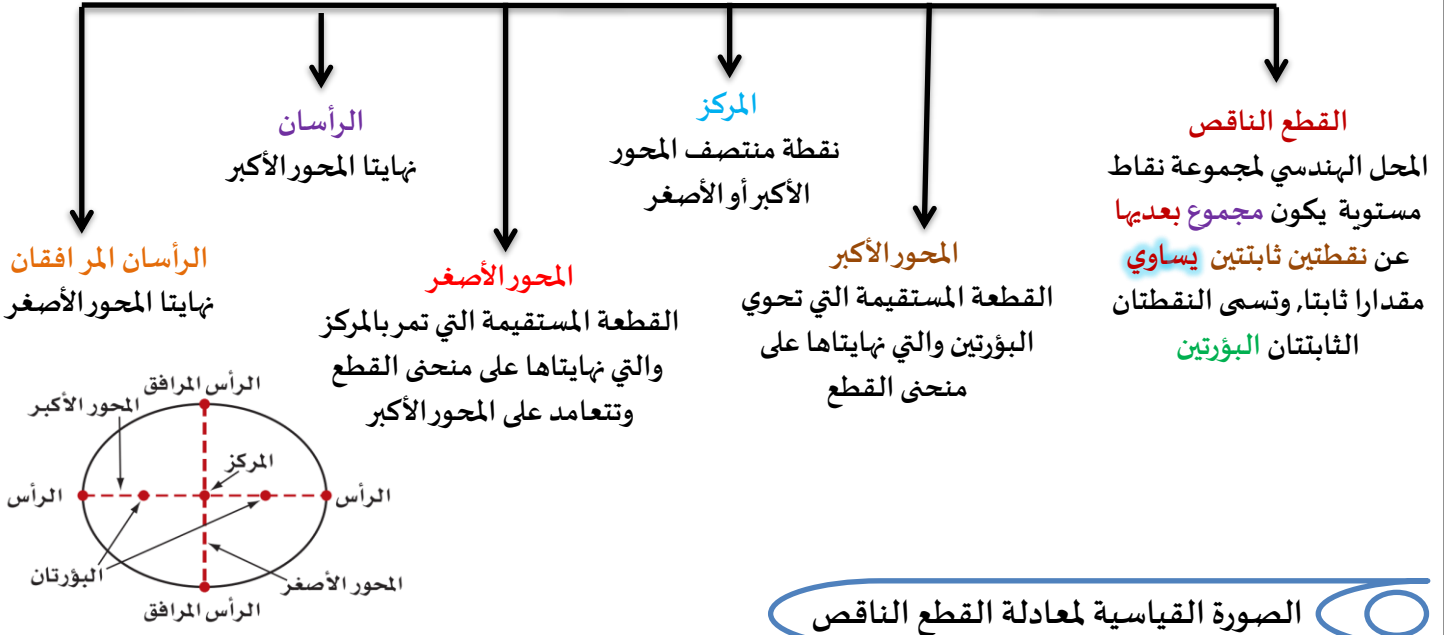 القطع الناقص
المحل الهندسي لمجموعة نقاط
مستوية يكون مجموع بعديها
عن نقطتين ثابتتين يساوي
مقدارا ثابتا, وتسمى النقطتان
الثابتتان البؤرتين
المحور الأكبر
القطعة المستقيمة التي تحوي
البؤرتين والتي نهايتاها على
منحنى القطع
المركز
نقطة منتصف المحور
الأكبر أو الأصغر
المحور الأصغر
القطعة المستقيمة التي تمر بالمركز
والتي نهايتاها على منحنى القطع
وتتعامد على المحور الأكبر
الرأسان
نهايتا المحور الأكبر
الرأسان المرافقان
نهايتا المحور الأصغر
الرأس المرافق
المحور الأكبر
المركز
الرأس
الرأس
البؤرتان
المحور الأصغر
الرأس المرافق
الصورة القياسية لمعادلة القطع الناقص